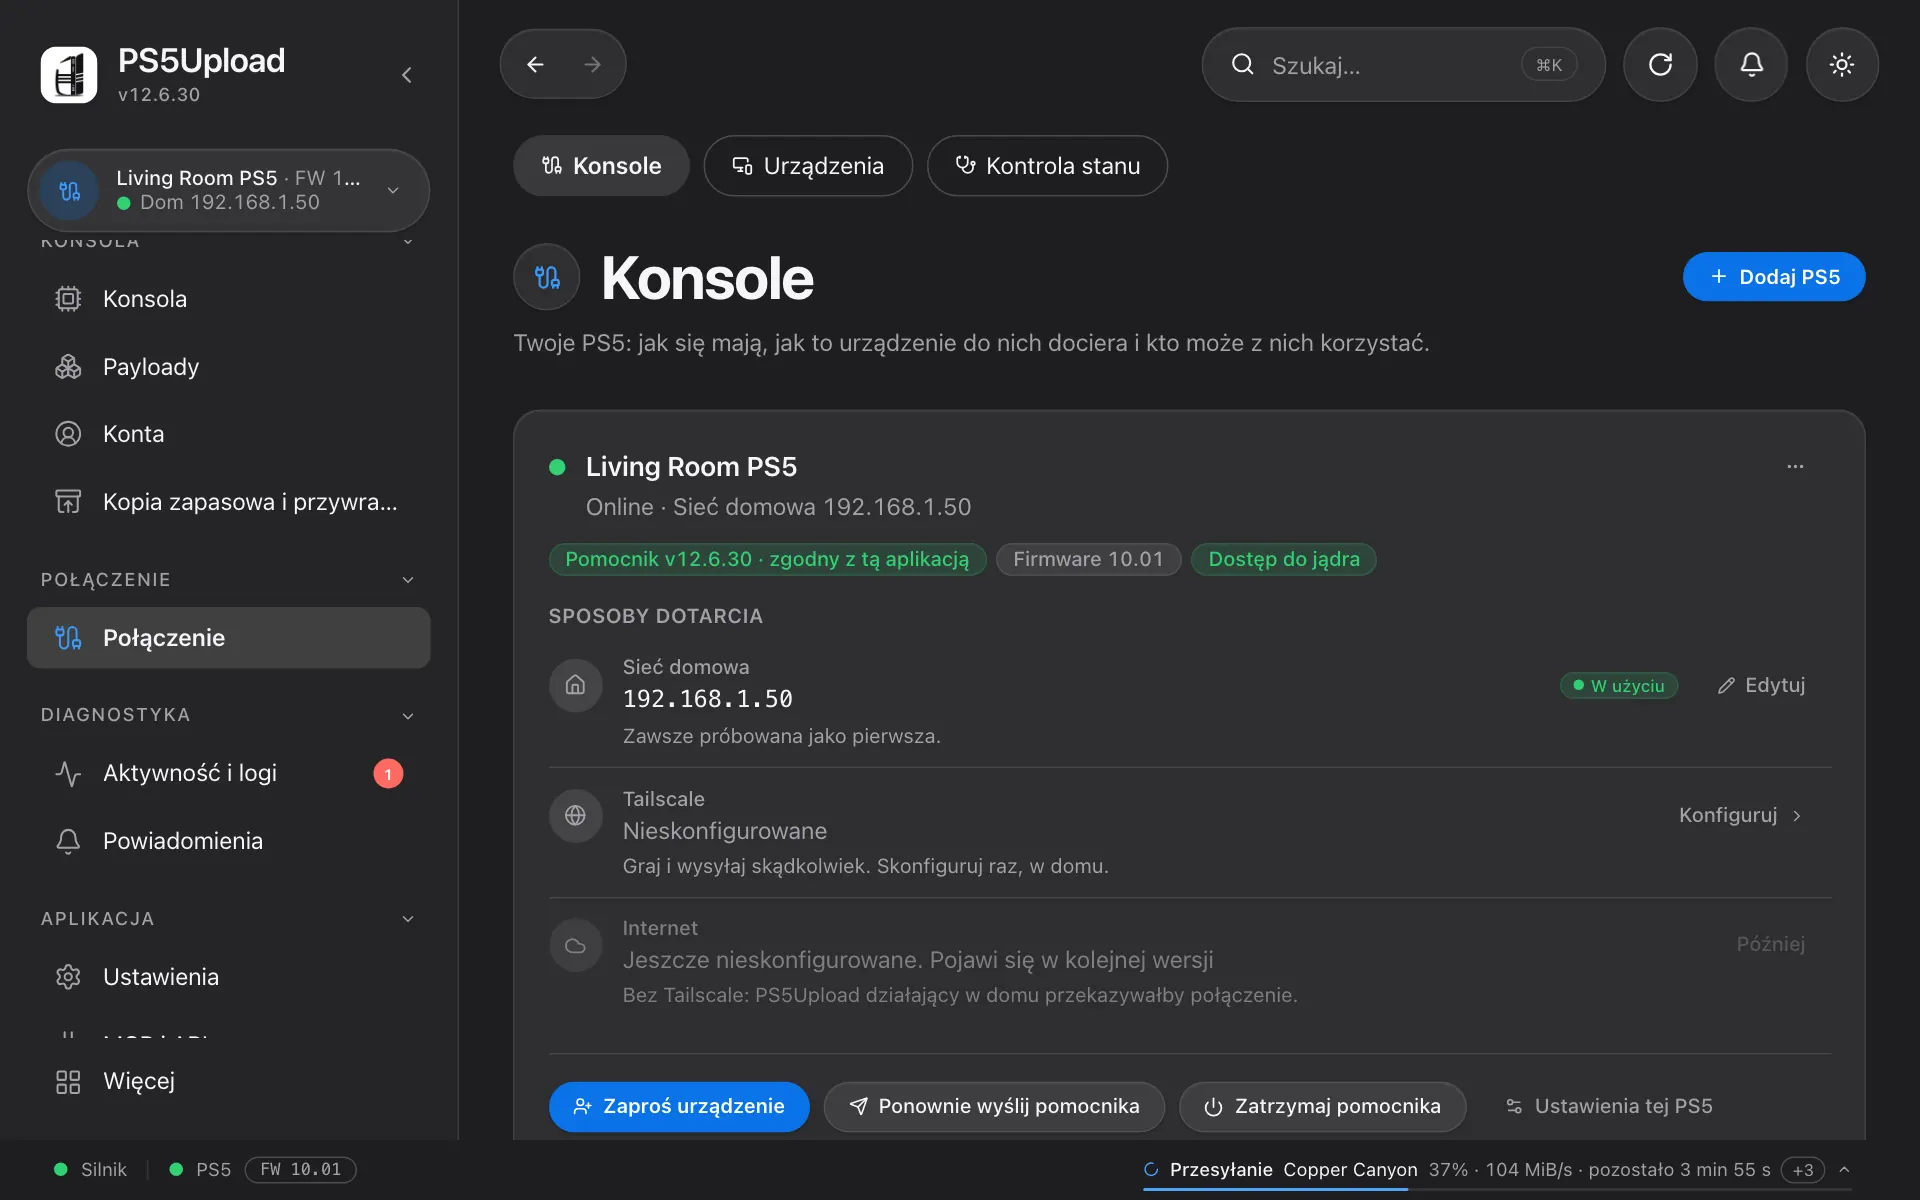 PS5Upload
v12.6.30
Living Room PS5 · FW 1...
Dom 192.168.1.50
KONSOLA
Konsola
Payloady
Konta
Kopia zapasowa i przywra...
POŁĄCZENIE
Połączenie
DIAGNOSTYKA
Aktywność i logi
1
Powiadomienia
APLIKACJA
Ustawienia
Więcej
Szukaj...
⌘K
Konsole
Urządzenia
Kontrola stanu
Konsole
Dodaj PS5
Twoje PS5: jak się mają, jak to urządzenie do nich dociera i kto może z nich korzystać.
Living Room PS5
Online · Sieć domowa 192.168.1.50
Pomocnik v12.6.30 · zgodny z tą aplikacją
Firmware 10.01
Dostęp do jądra
SPOSOBY DOTARCIA
Sieć domowa
192.168.1.50
Zawsze próbowana jako pierwsza.
W użyciu
Edytuj
Tailscale
Nieskonfigurowane
Graj i wysyłaj skądkolwiek. Skonfiguruj raz, w domu.
Konfiguruj
Internet
Jeszcze nieskonfigurowane. Pojawi się w kolejnej wersji
Bez Tailscale: PS5Upload działający w domu przekazywałby połączenie.
Później
Zaproś urządzenie
Ponownie wyślij pomocnika
Zatrzymaj pomocnika
Ustawienia tej PS5
Silnik
PS5
FW 10.01
Przesyłanie Copper Canyon 37% · 104 MiB/s · pozostało 3 min 55 s
+3